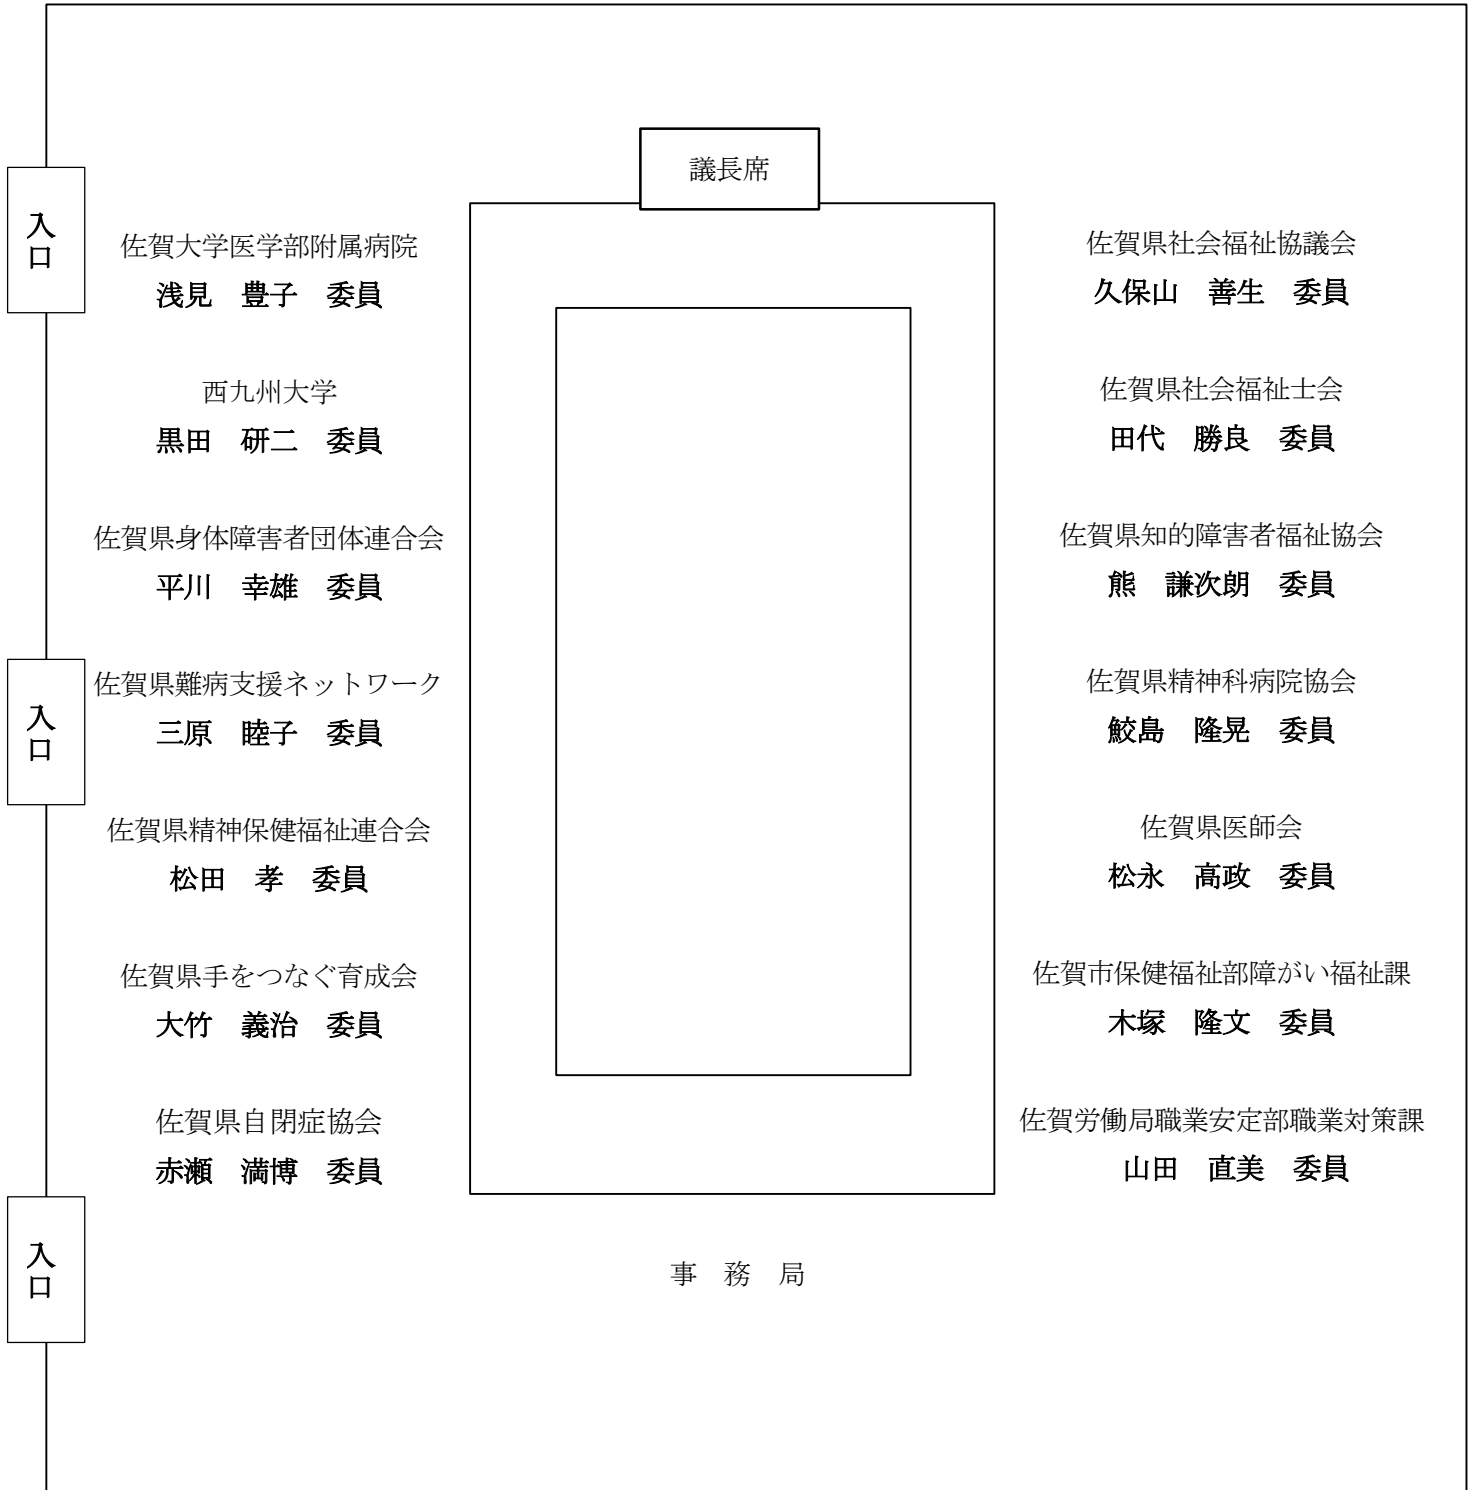 議長席
入口
佐賀大学医学部附属病院
浅見　豊子　委員
西九州大学
黒田　研二　委員
佐賀県身体障害者団体連合会
平川　幸雄　委員
入口
佐賀県難病支援ネットワーク
三原　睦子　委員
佐賀県精神保健福祉連合会
松田　孝　委員
佐賀県手をつなぐ育成会
大竹　義治　委員
佐賀県自閉症協会
赤瀬　満博　委員
入口
佐賀県社会福祉協議会
久保山　善生　委員
佐賀県社会福祉士会
田代　勝良　委員
佐賀県知的障害者福祉協会
熊　謙次朗　委員
佐賀県精神科病院協会
鮫島　隆晃　委員
佐賀県医師会
松永　高政　委員
佐賀市保健福祉部障がい福祉課
木塚　隆文　委員
佐賀労働局職業安定部職業対策課
山田　直美　委員
事　務　局